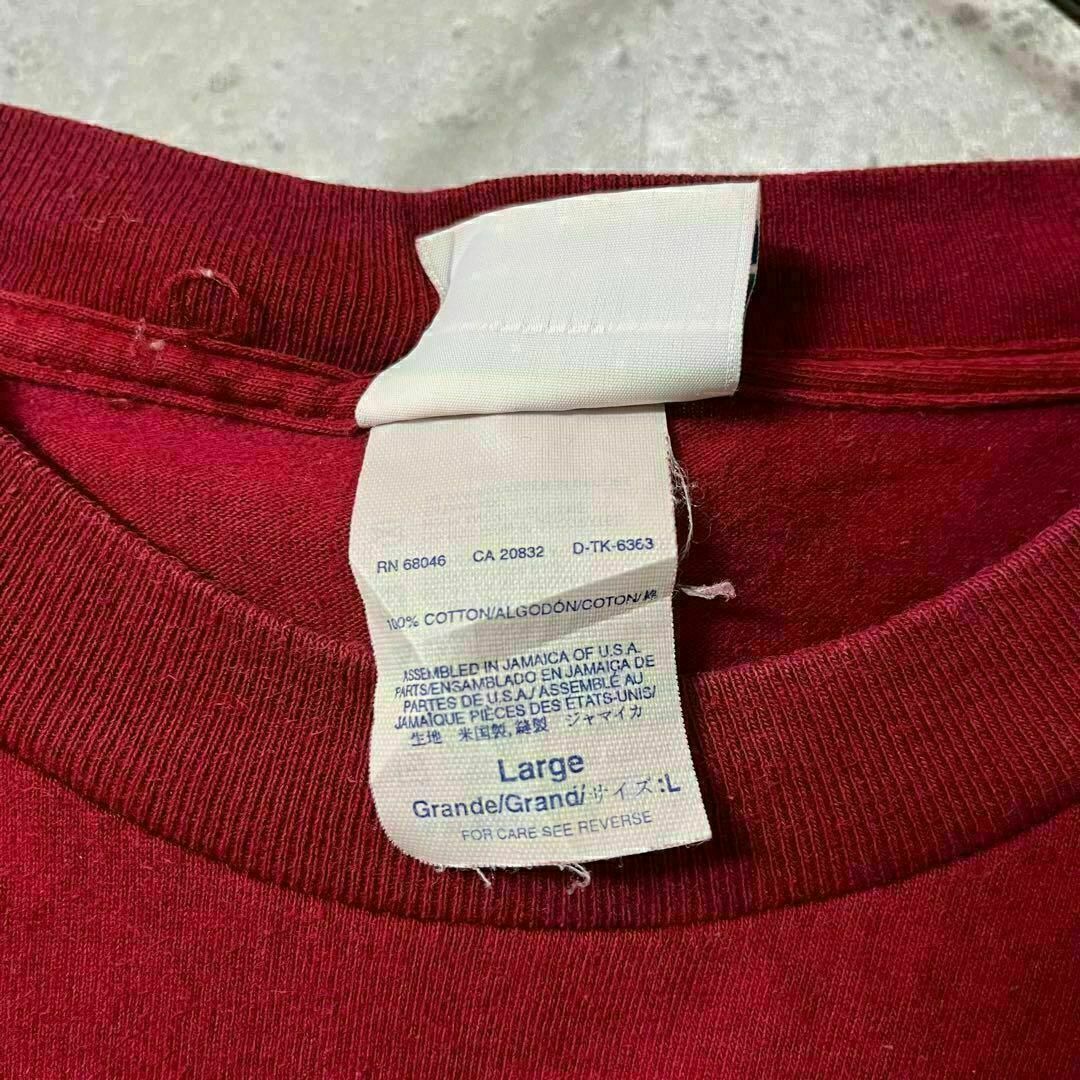 RN 68046 CA 20832 D-TK-6363
100% COTTON/ALGODÓN/COTON/綿
ASSEMBLED IN JAMAICA OF U.S.A.
PARTS/ENSAMBLADO EN JAMAICA DE
PARTES DE U.S.A./ ASSEMBLÉ AU
JAMAÏQUE PIÈCES DES ÉTATS-UNIS/
生地 米国製, 縫製 ジャマイカ
Large
Grande/Grand/サイズ:L
FOR CARE SEE REVERSE